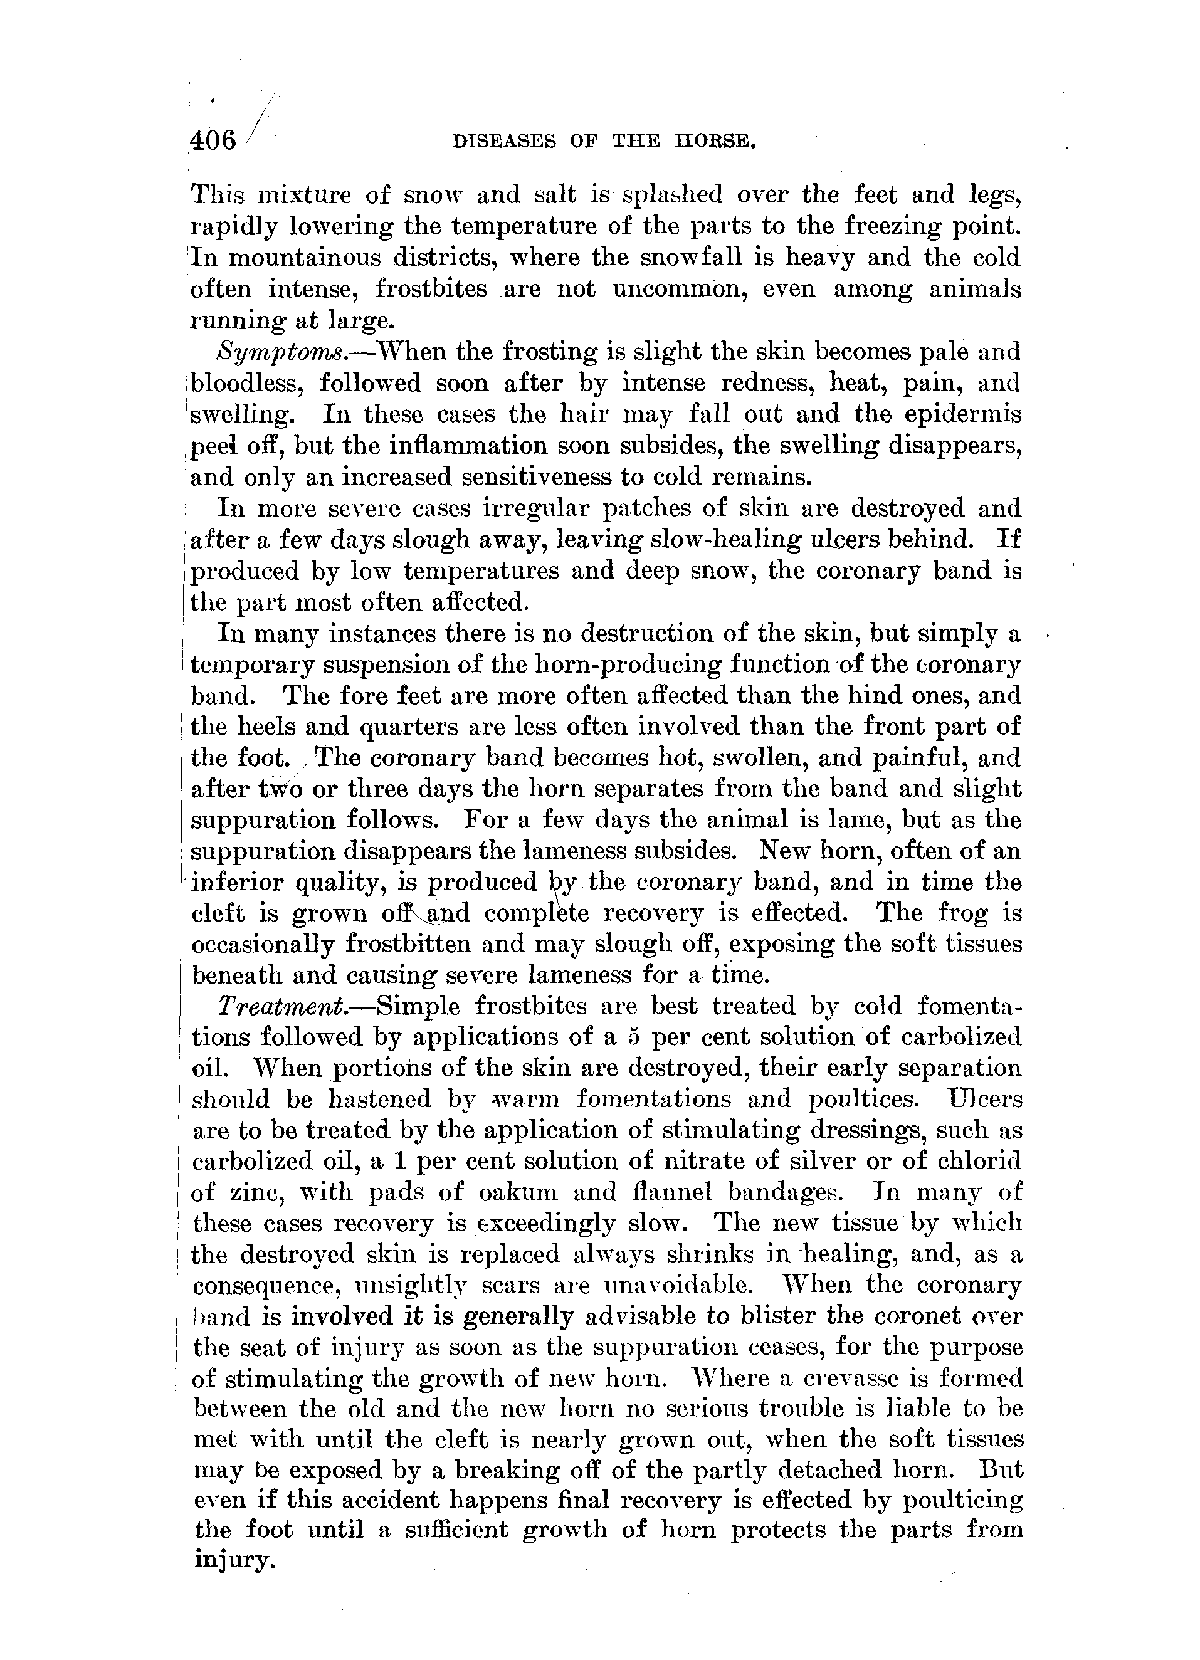 406 DISEASES OF THE HORSE.
This mixture of snow and salt is splashed over the feet and legs,
rapidly lowering the temperature of the parts to the freezing point.
In mountainous districts, where the snowfall is heavy and the cold
often intense, frostbites are not uncommon, even among animals
running at large.
Symptoms.—When the frosting is slight the skin becomes pale and
bloodless, followed soon after by intense redness, heat, pain, and
swelling. In these cases the hair may fall out and the epidermis
peel off, but the inflammation soon subsides, the swelling disappears,
and only an increased sensitiveness to cold remains.
In more severe cases irregular patches of skin are destroyed and
after a few days slough away, leaving slow-healing ulcers behind. If
produced by low temperatures and deep snow, the coronary band is
the part most often affected.
In many instances there is no destruction of the skin, but simply a
temporary suspension of the horn-producing function of the coronary
band. The fore feet are more often affected than the hind ones, and
the heels and quarters are less often involved than the front part of
the foot. The coronary band becomes hot, swollen, and painful, and
after two or three days the horn separates from the band and slight
suppuration follows. For a few days the animal is lame, but as the
suppuration disappears the lameness subsides. New horn, often of an
inferior quality, is produced by the coronary band, and in time the
cleft is grown off and complete recovery is effected. The frog is
occasionally frostbitten and may slough off, exposing the soft tissues
beneath and causing severe lameness for a time.
Treatment.—Simple frostbites are best treated by cold fomenta-
tions followed by applications of a 5 per cent solution of carbolized
oil. When portions of the skin are destroyed, their early separation
should be hastened by warm fomentations and poultices. Ulcers
are to be treated by the application of stimulating dressings, such as
carbolized oil, a 1 per cent solution of nitrate of silver or of chlorid
of zinc, with pads of oakum and flannel bandages. In many of
these cases recovery is exceedingly slow. The new tissue by which
the destroyed skin is replaced always shrinks in healing, and, as a
consequence, unsightly scars are unavoidable. When the coronary
band is involved it is generally advisable to blister the coronet over
the seat of injury as soon as the suppuration ceases, for the purpose
of stimulating the growth of new horn. Where a crevasse is formed
between the old and the new horn no serious trouble is liable to be
met with until the cleft is nearly grown out, when the soft tissues
may be exposed by a breaking off of the partly detached horn. But
even if this accident happens final recovery is effected by poulticing
the foot until a sufficient growth of horn protects the parts from
injury.